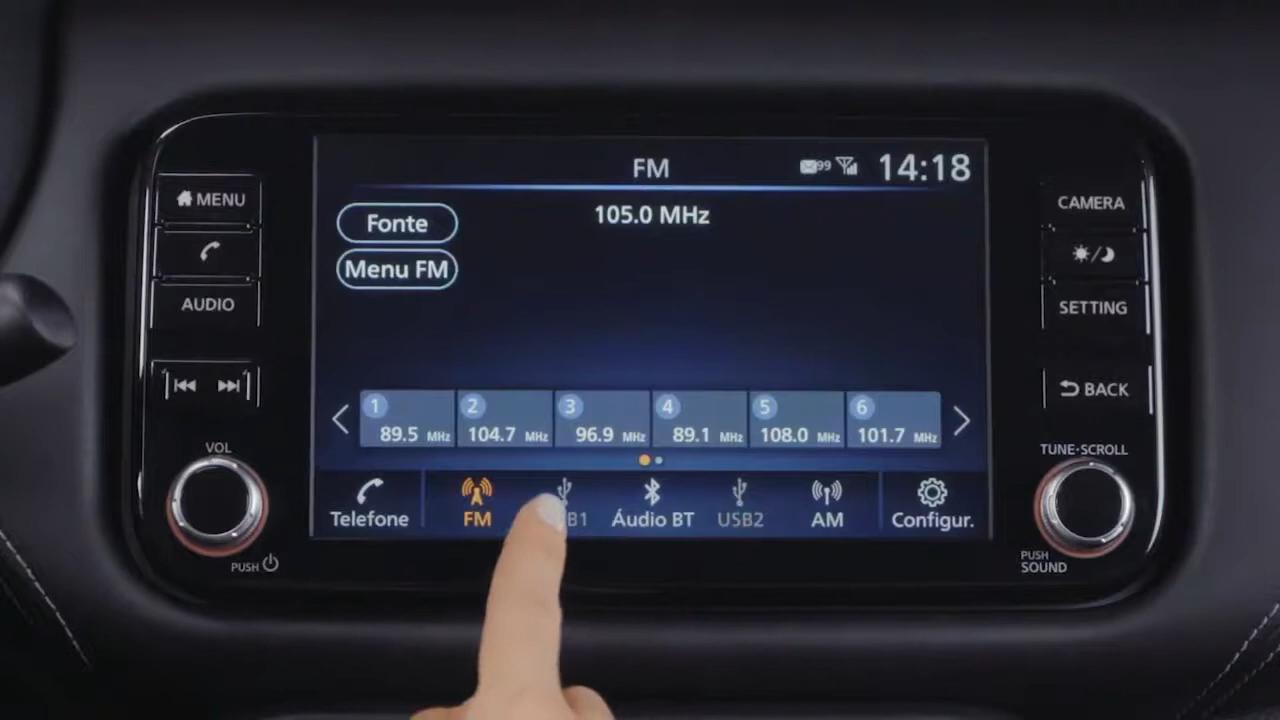 MENU
AUDIO
VOL
PUSH
FM
99
14:18
105.0 MHz
Fonte
Menu FM
1 89.5 MHz
2 104.7 MHz
3 96.9 MHz
4 89.1 MHz
5 108.0 MHz
6 101.7 MHz
Telefone
FM
B1
Áudio BT
USB2
AM
Configur.
CAMERA
SETTING
BACK
TUNE·SCROLL
PUSH
SOUND